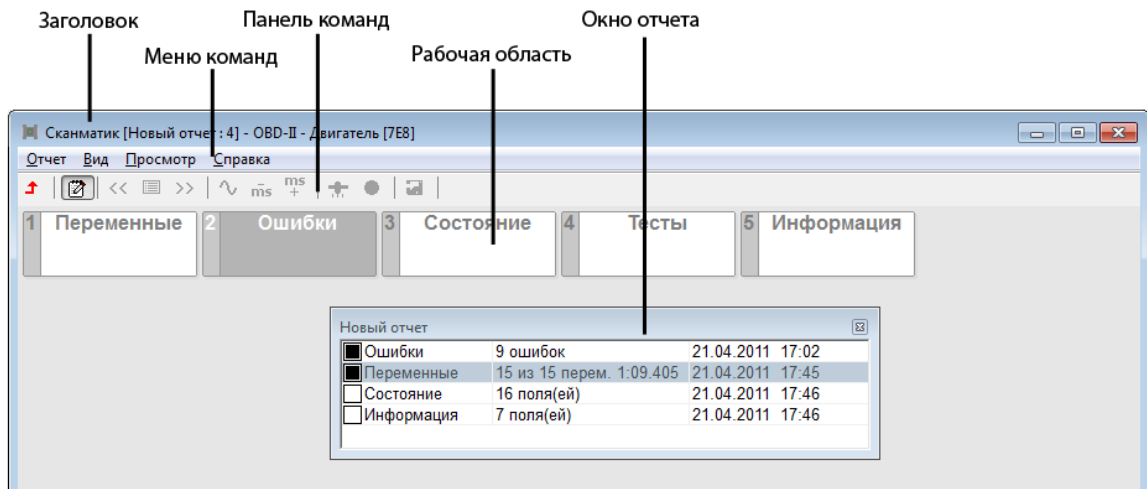 Заголовок Панель команд Окно отчета
Меню команд Рабочая область
Сканматик [Новый отчет : 4] - OBD-II - Двигатель [7E8]
Отчет Вид Просмотр Справка
<< >> ms ms +
1 Переменные 2 Ошибки 3 Состояние 4 Тесты 5 Информация
Новый отчет
Ошибки 9 ошибок 21.04.2011 17:02
Переменные 15 из 15 перем. 1:09.405 21.04.2011 17:45
Состояние 16 поля(ей) 21.04.2011 17:46
Информация 7 поля(ей) 21.04.2011 17:46